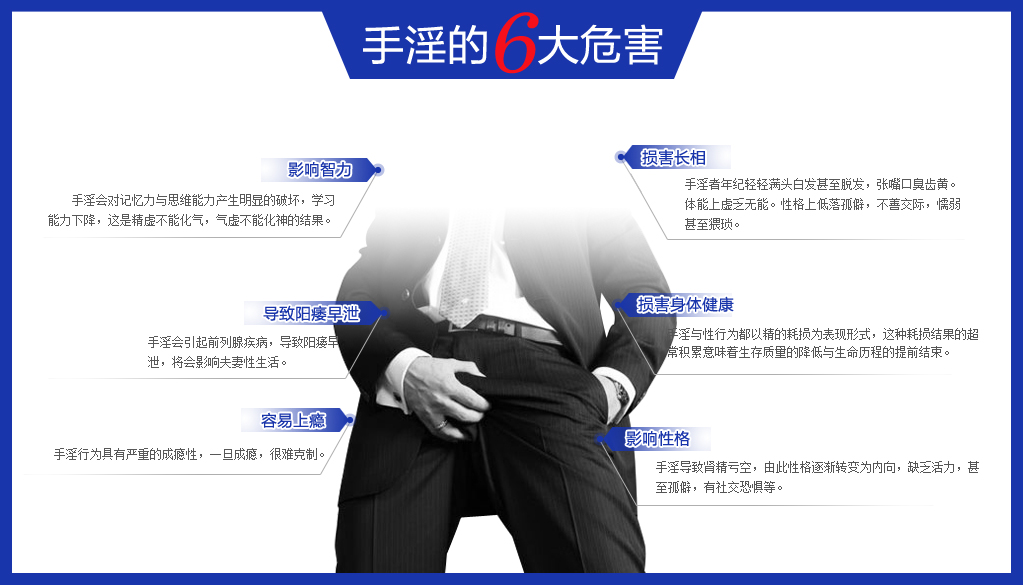 手淫的6大危害
影响智力
手淫会对记忆力与思维能力产生明显的破坏，学习
能力下降，这是精虚不能化气，气虚不能化神的结果。
损害长相
手淫者年纪轻轻满头白发甚至脱发，张嘴口臭齿黄。
体能上虚乏无能。性格上低落孤僻，不善交际，懦弱
甚至猥琐。
导致阳痿早泄
手淫会引起前列腺疾病，导致阳痿早
泄，将会影响夫妻性生活。
损害身体健康
手淫与性行为都以精的耗损为表现形式，这种耗损结果的超
常积累意味着生存质量的降低与生命历程的提前结束。
容易上瘾
手淫行为具有严重的成瘾性，一旦成瘾，很难克制。
影响性格
手淫导致肾精亏空，由此性格逐渐转变为内向，缺乏活力，甚
至孤僻，有社交恐惧等。